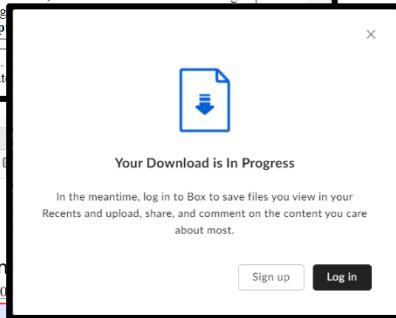 Your Download is In Progress
In the meantime, log in to Box to save files you view in your
Recents and upload, share, and comment on the content you care
about most.
Sign up
Log in